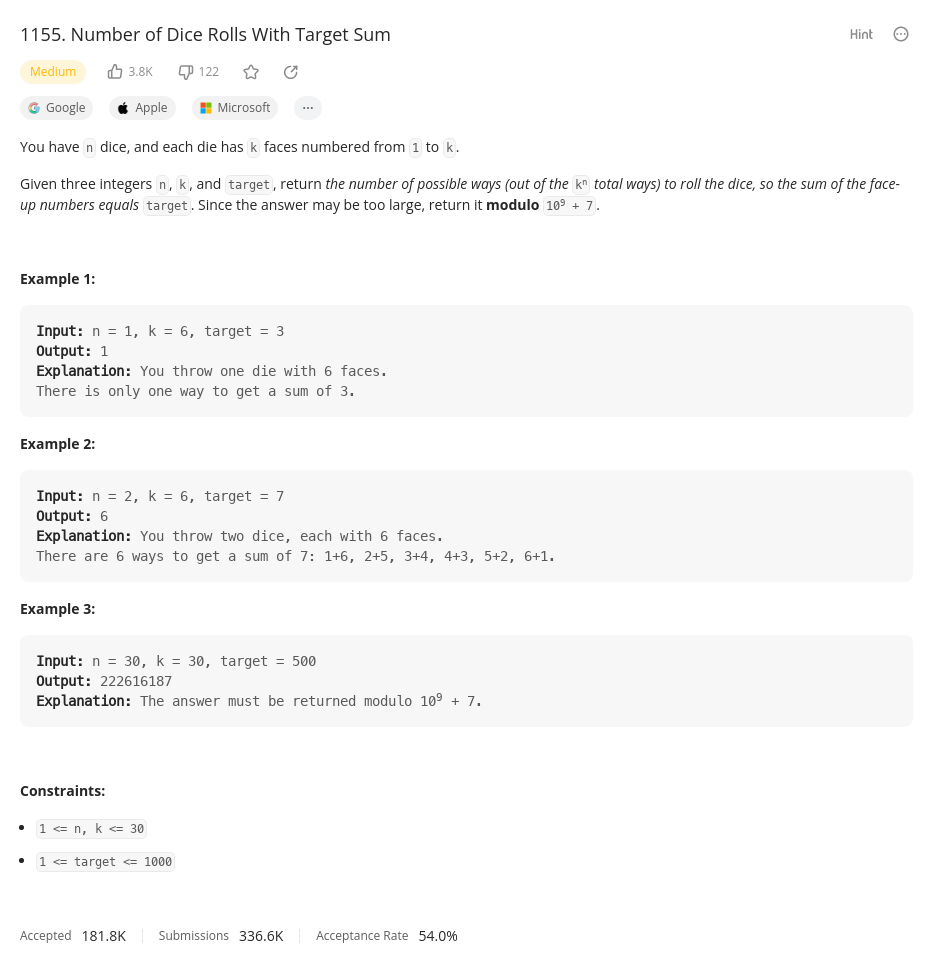 1155. Number of Dice Rolls With Target Sum Hint
Medium 3.8K 122
Google Apple Microsoft ...
You have n dice, and each die has k faces numbered from 1 to k.
Given three integers n, k, and target, return the number of possible ways (out of the kⁿ total ways) to roll the dice, so the sum of the face-
up numbers equals target. Since the answer may be too large, return it modulo 10⁹ + 7.
Example 1:
Input: n = 1, k = 6, target = 3
Output: 1
Explanation: You throw one die with 6 faces.
There is only one way to get a sum of 3.
Example 2:
Input: n = 2, k = 6, target = 7
Output: 6
Explanation: You throw two dice, each with 6 faces.
There are 6 ways to get a sum of 7: 1+6, 2+5, 3+4, 4+3, 5+2, 6+1.
Example 3:
Input: n = 30, k = 30, target = 500
Output: 222616187
Explanation: The answer must be returned modulo 10⁹ + 7.
Constraints:
• 1 <= n, k <= 30
• 1 <= target <= 1000
Accepted 181.8K Submissions 336.6K Acceptance Rate 54.0%